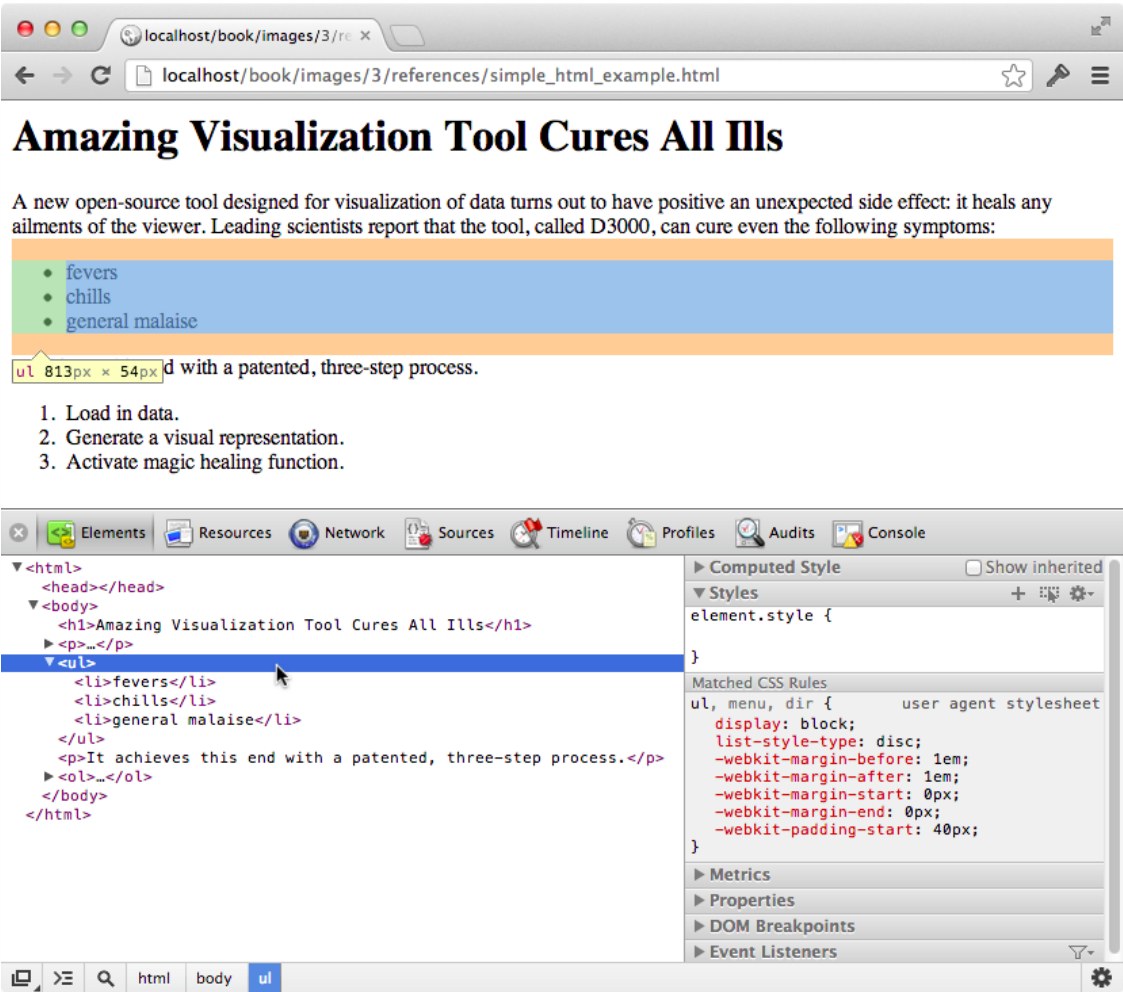 localhost/book/images/3/re
localhost/book/images/3/references/simple_html_example.html
Amazing Visualization Tool Cures All Ills
A new open-source tool designed for visualization of data turns out to have positive an unexpected side effect: it heals any
ailments of the viewer. Leading scientists report that the tool, called D3000, can cure even the following symptoms:
• fevers
• chills
• general malaise
ul 813px × 54px
d with a patented, three-step process.
1. Load in data.
2. Generate a visual representation.
3. Activate magic healing function.
Elements Resources Network Sources Timeline Profiles Audits Console
▼<html>
<head></head>
▼<body>
<h1>Amazing Visualization Tool Cures All Ills</h1>
▶<p>…</p>
▼<ul>
<li>fevers</li>
<li>chills</li>
<li>general malaise</li>
</ul>
<p>It achieves this end with a patented, three-step process.</p>
▶<ol>…</ol>
</body>
</html>
▶ Computed Style Show inherited
▼ Styles
element.style {
}
Matched CSS Rules
ul, menu, dir { user agent stylesheet
display: block;
list-style-type: disc;
-webkit-margin-before: 1em;
-webkit-margin-after: 1em;
-webkit-margin-start: 0px;
-webkit-margin-end: 0px;
-webkit-padding-start: 40px;
}
▶ Metrics
▶ Properties
▶ DOM Breakpoints
▶ Event Listeners
html body ul